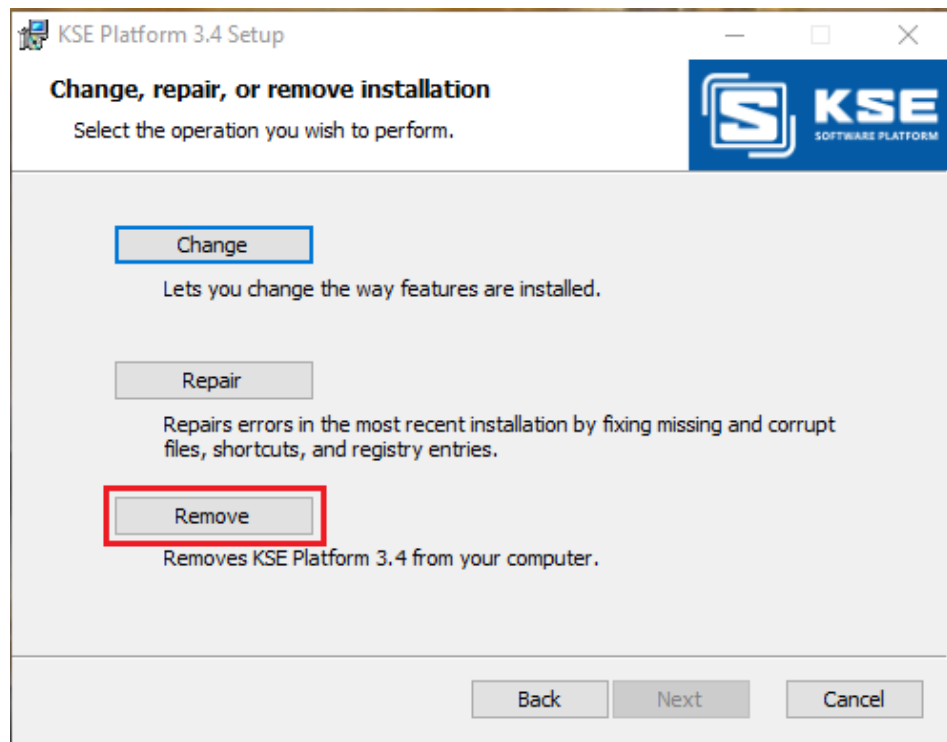 KSE Platform 3.4 Setup
Change, repair, or remove installation
Select the operation you wish to perform.
S KSE
SOFTWARE PLATFORM
Change
Lets you change the way features are installed.
Repair
Repairs errors in the most recent installation by fixing missing and corrupt
files, shortcuts, and registry entries.
Remove
Removes KSE Platform 3.4 from your computer.
Back Next Cancel